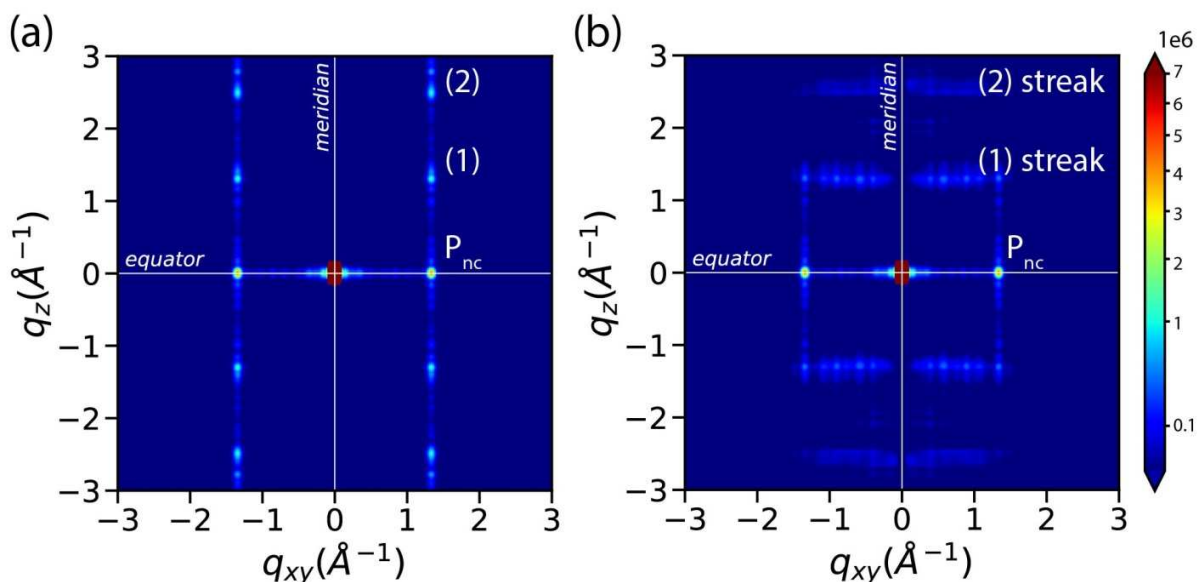 (a)
3
2
1
0
−1
−2
−3
q_z(Å⁻¹)
meridian
equator
(2)
(1)
P_nc
−3 −2 −1 0 1 2 3
q_xy(Å⁻¹)
(b)
3
2
1
0
−1
−2
−3
q_z(Å⁻¹)
meridian
equator
(2) streak
(1) streak
P_nc
−3 −2 −1 0 1 2 3
q_xy(Å⁻¹)
1e6
7
6
5
4
3
2
1
0.1